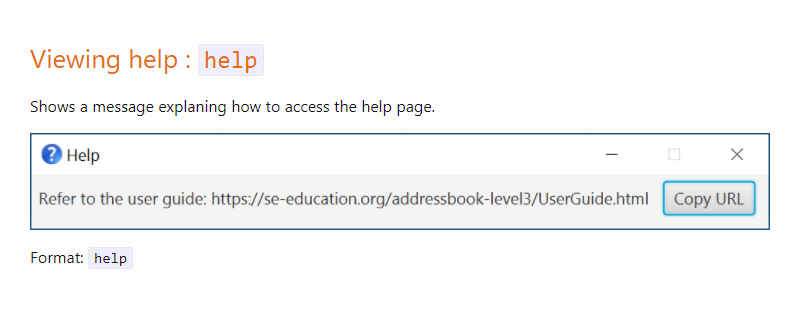 Viewing help : help
Shows a message explaning how to access the help page.
Help
Refer to the user guide: https://se-education.org/addressbook-level3/UserGuide.html Copy URL
Format: help